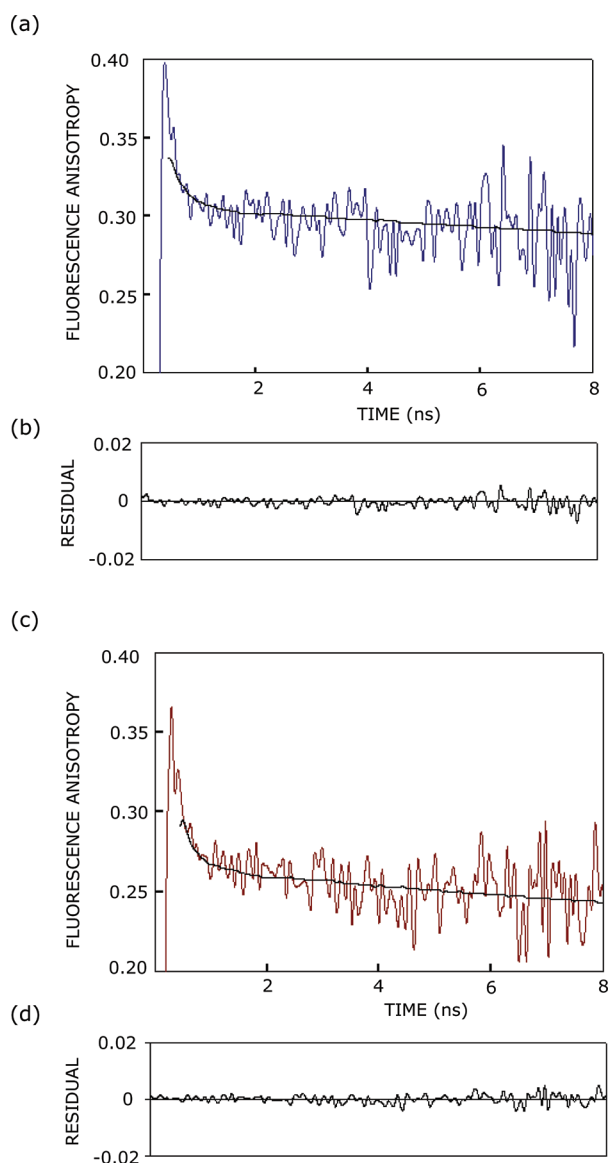 (a)
FLUORESCENCE ANISOTROPY
0.40
0.35
0.30
0.25
0.20
2
4
6
8
TIME (ns)
(b)
RESIDUAL
0.02
0
-0.02
(c)
FLUORESCENCE ANISOTROPY
0.40
0.35
0.30
0.25
0.20
2
4
6
8
TIME (ns)
(d)
RESIDUAL
0.02
0
-0.02